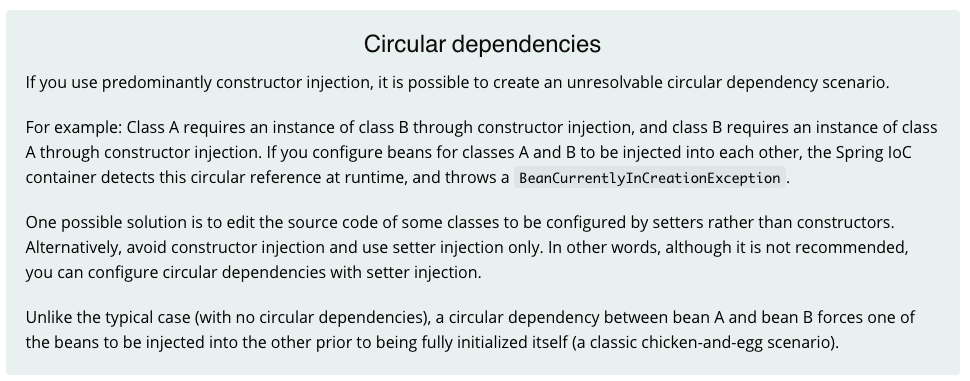 Circular dependencies
If you use predominantly constructor injection, it is possible to create an unresolvable circular dependency scenario.
For example: Class A requires an instance of class B through constructor injection, and class B requires an instance of class
A through constructor injection. If you configure beans for classes A and B to be injected into each other, the Spring IoC
container detects this circular reference at runtime, and throws a BeanCurrentlyInCreationException.
One possible solution is to edit the source code of some classes to be configured by setters rather than constructors.
Alternatively, avoid constructor injection and use setter injection only. In other words, although it is not recommended,
you can configure circular dependencies with setter injection.
Unlike the typical case (with no circular dependencies), a circular dependency between bean A and bean B forces one of
the beans to be injected into the other prior to being fully initialized itself (a classic chicken-and-egg scenario).